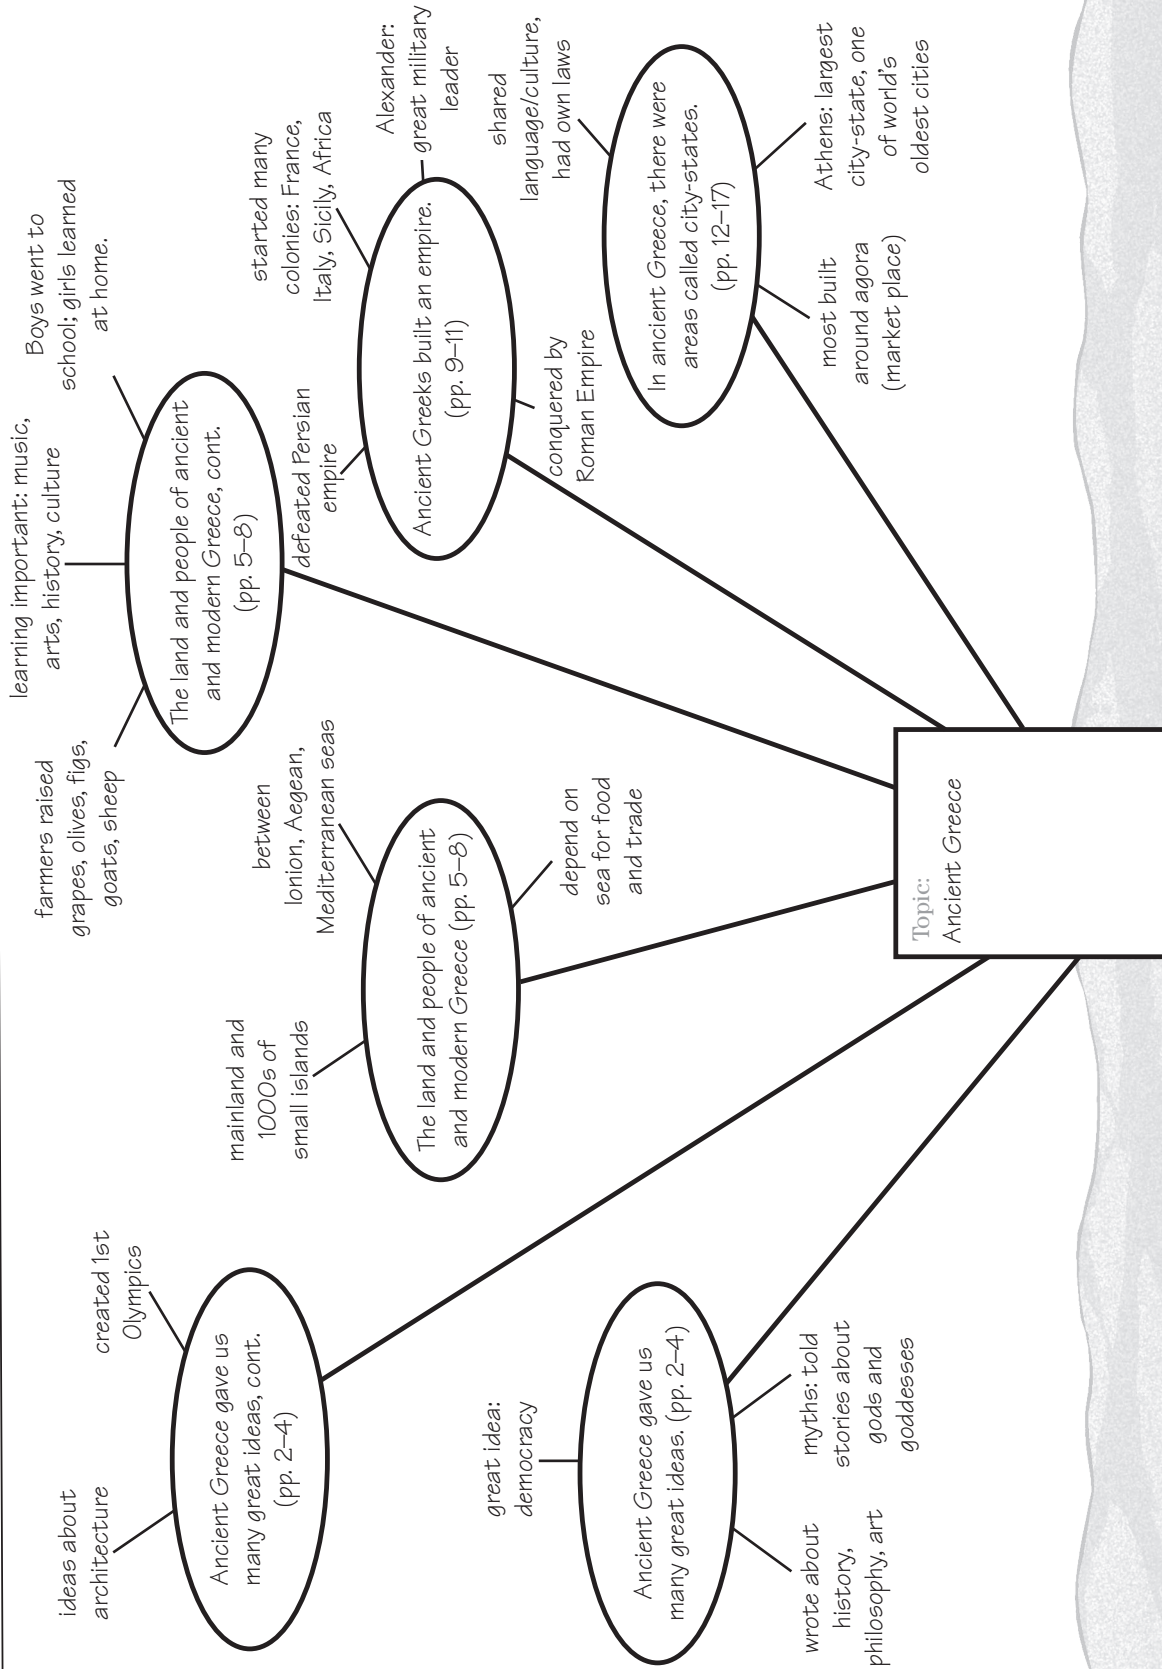 Topic:
Ancient Greece
Ancient Greece gave us
many great ideas. (pp. 2–4)
great idea:
democracy
wrote about
history,
philosophy, art
myths: told
stories about
gods and
goddesses
Ancient Greece gave us
many great ideas, cont.
(pp. 2–4)
ideas about
architecture
created 1st
Olympics
The land and people of ancient
and modern Greece (pp. 5–8)
mainland and
1000s of
small islands
between
Ionion, Aegean,
Mediterranean seas
depend on
sea for food
and trade
The land and people of ancient
and modern Greece, cont.
(pp. 5–8)
farmers raised
grapes, olives, figs,
goats, sheep
learning important: music,
arts, history, culture
Boys went to
school; girls learned
at home.
Ancient Greeks built an empire.
(pp. 9–11)
defeated Persian
empire
started many
colonies: France,
Italy, Sicily, Africa
Alexander:
great military
leader
conquered by
Roman Empire
In ancient Greece, there were
areas called city-states.
(pp. 12–17)
shared
language/culture,
had own laws
most built
around agora
(market place)
Athens: largest
city-state, one
of world's
oldest cities